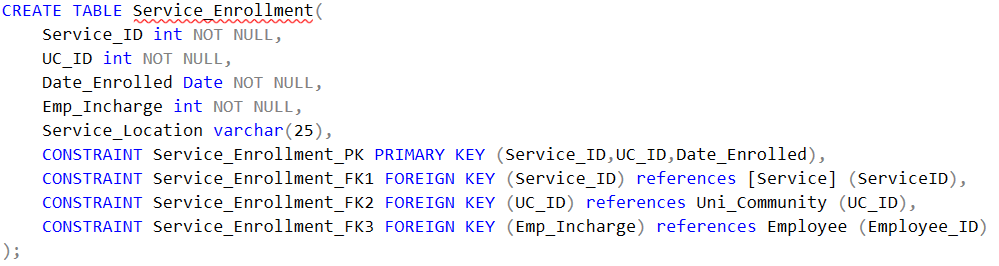 CREATE TABLE Service_Enrollment(
    Service_ID int NOT NULL,
    UC_ID int NOT NULL,
    Date_Enrolled Date NOT NULL,
    Emp_Incharge int NOT NULL,
    Service_Location varchar(25),
    CONSTRAINT Service_Enrollment_PK PRIMARY KEY (Service_ID,UC_ID,Date_Enrolled),
    CONSTRAINT Service_Enrollment_FK1 FOREIGN KEY (Service_ID) references [Service] (ServiceID),
    CONSTRAINT Service_Enrollment_FK2 FOREIGN KEY (UC_ID) references Uni_Community (UC_ID),
    CONSTRAINT Service_Enrollment_FK3 FOREIGN KEY (Emp_Incharge) references Employee (Employee_ID)
);